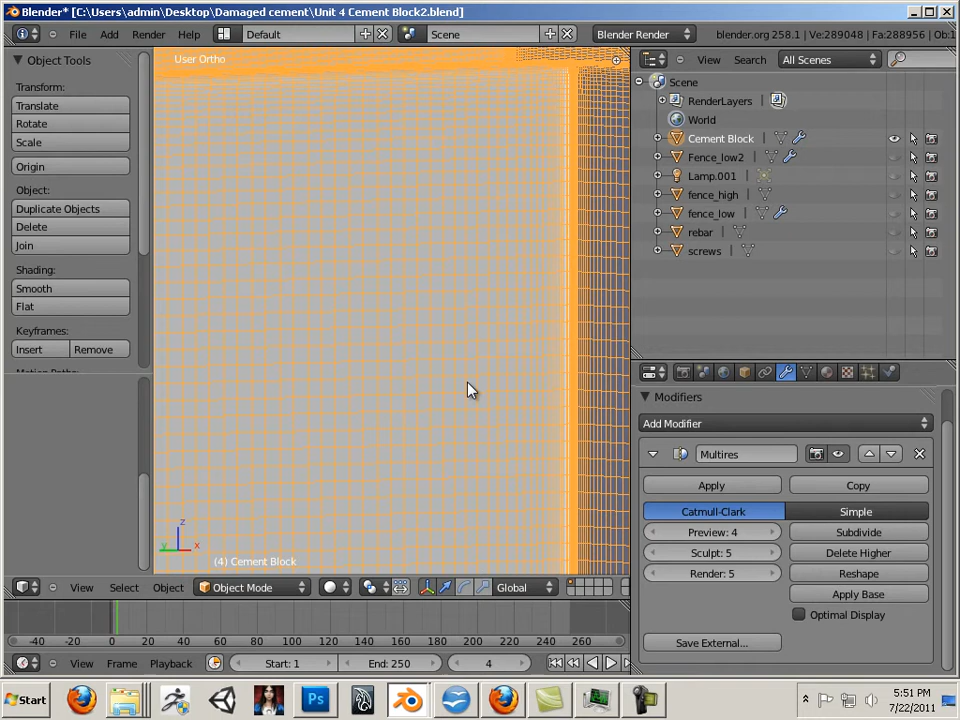 Blender* [C:\Users\admin\Desktop\Damaged cement\Unit 4 Cement Block2.blend]
File Add Render Help Default Scene Blender Render blender.org 258.1 | Ve:289048 | Fa:288956 | Ob:1
Object Tools
Transform:
Translate
Rotate
Scale
Origin
Object:
Duplicate Objects
Delete
Join
Shading:
Smooth
Flat
Keyframes:
Insert Remove
User Ortho
z
y x
(4) Cement Block
View Search All Scenes
Scene
RenderLayers |
World
Cement Block |
Fence_low2 |
Lamp.001 |
fence_high |
fence_low |
rebar |
screws |
Modifiers
Add Modifier
Multires
Apply Copy
Catmull-Clark Simple
Preview: 4 Subdivide
Sculpt: 5 Delete Higher
Render: 5 Reshape
Apply Base
Optimal Display
Save External...
View Select Object Object Mode Global
-40 -20 0 20 40 60 80 100 120 140 160 180 200 220 240 260
View Frame Playback Start: 1 End: 250 4
Start Ps 5:51 PM
7/22/2011